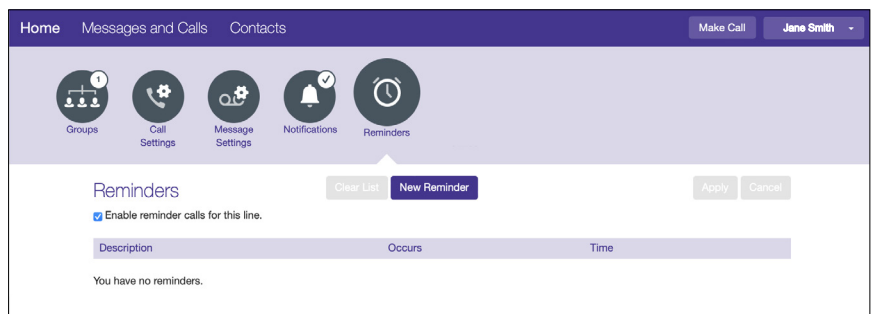 Home Messages and Calls Contacts Make Call Jane Smith
1
Groups Call Settings Message Settings Notifications Reminders
Reminders Clear List New Reminder Apply Cancel
Enable reminder calls for this line.
Description Occurs Time
You have no reminders.